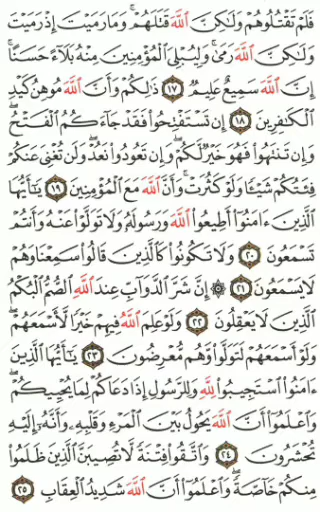 فَلَمْ تَقْتُلُوهُمْ وَلَٰكِنَّ ٱللَّهَ قَتَلَهُمْ ۚ وَمَا رَمَيْتَ إِذْ رَمَيْتَ
وَلَٰكِنَّ ٱللَّهَ رَمَىٰ ۚ وَلِيُبْلِىَ ٱلْمُؤْمِنِينَ مِنْهُ بَلَآءً حَسَنًا ۚ
إِنَّ ٱللَّهَ سَمِيعٌ عَلِيمٌ ١٧ ذَٰلِكُمْ وَأَنَّ ٱللَّهَ مُوهِنُ كَيْدِ
ٱلْكَٰفِرِينَ ١٨ إِن تَسْتَفْتِحُوا۟ فَقَدْ جَآءَكُمُ ٱلْفَتْحُ ۖ
وَإِن تَنتَهُوا۟ فَهُوَ خَيْرٌ لَّكُمْ ۖ وَإِن تَعُودُوا۟ نَعُدْ وَلَن تُغْنِىَ عَنكُمْ
فِئَتُكُمْ شَيْـًٔا وَلَوْ كَثُرَتْ وَأَنَّ ٱللَّهَ مَعَ ٱلْمُؤْمِنِينَ ١٩ يَٰٓأَيُّهَا
ٱلَّذِينَ ءَامَنُوٓا۟ أَطِيعُوا۟ ٱللَّهَ وَرَسُولَهُۥ وَلَا تَوَلَّوْا۟ عَنْهُ وَأَنتُمْ
تَسْمَعُونَ ٢٠ وَلَا تَكُونُوا۟ كَٱلَّذِينَ قَالُوا۟ سَمِعْنَا وَهُمْ
لَا يَسْمَعُونَ ٢١ ۞ إِنَّ شَرَّ ٱلدَّوَآبِّ عِندَ ٱللَّهِ ٱلصُّمُّ ٱلْبُكْمُ
ٱلَّذِينَ لَا يَعْقِلُونَ ٢٢ وَلَوْ عَلِمَ ٱللَّهُ فِيهِمْ خَيْرًا لَّأَسْمَعَهُمْ ۖ
وَلَوْ أَسْمَعَهُمْ لَتَوَلَّوا۟ وَّهُم مُّعْرِضُونَ ٢٣ يَٰٓأَيُّهَا ٱلَّذِينَ
ءَامَنُوا۟ ٱسْتَجِيبُوا۟ لِلَّهِ وَلِلرَّسُولِ إِذَا دَعَاكُمْ لِمَا يُحْيِيكُمْ ۖ
وَٱعْلَمُوٓا۟ أَنَّ ٱللَّهَ يَحُولُ بَيْنَ ٱلْمَرْءِ وَقَلْبِهِۦ وَأَنَّهُۥٓ إِلَيْهِ
تُحْشَرُونَ ٢٤ وَٱتَّقُوا۟ فِتْنَةً لَّا تُصِيبَنَّ ٱلَّذِينَ ظَلَمُوا۟
مِنكُمْ خَآصَّةً ۖ وَٱعْلَمُوٓا۟ أَنَّ ٱللَّهَ شَدِيدُ ٱلْعِقَابِ ٢٥